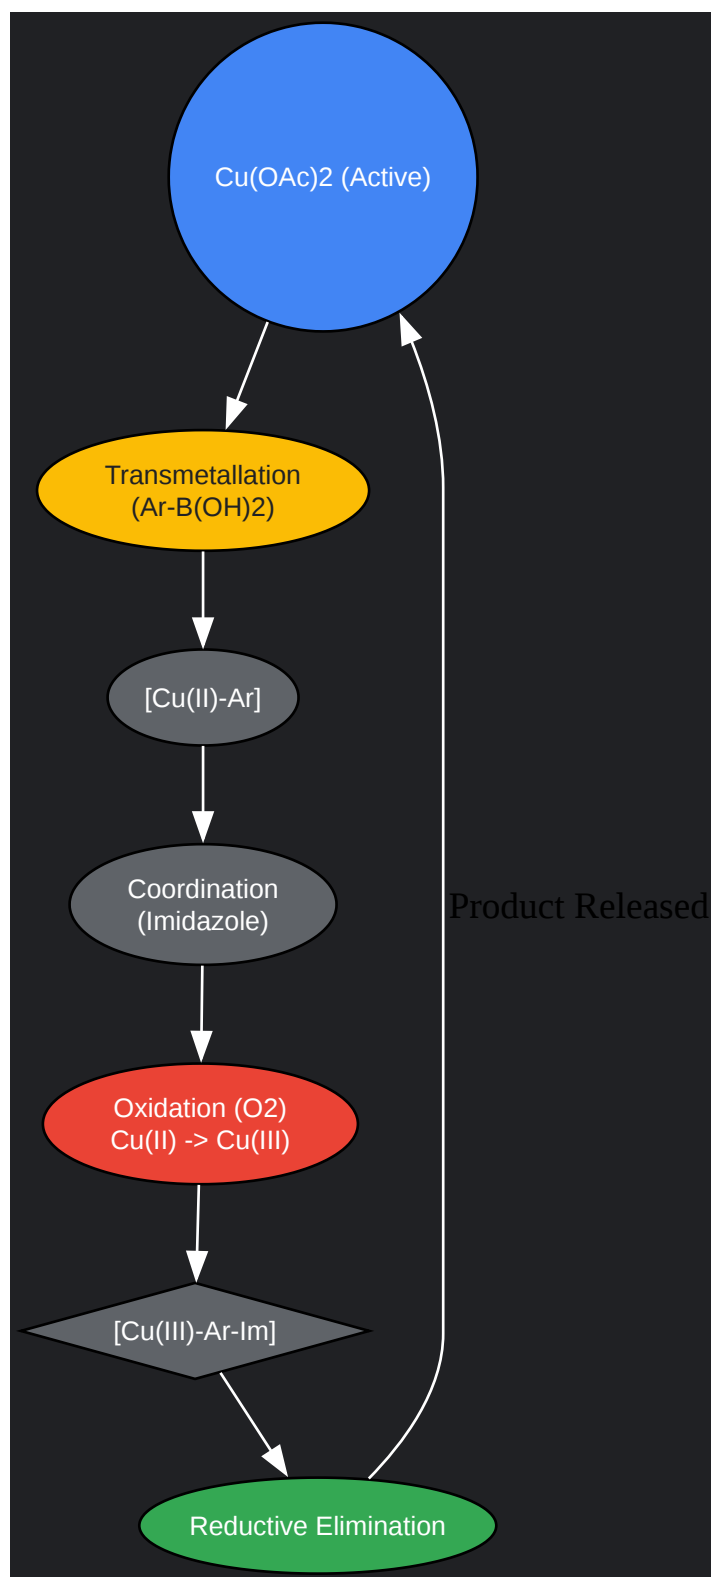 Cu(OAc)2 (Active)
Transmetallation
(Ar-B(OH)2)
[Cu(II)-Ar]
Coordination
(Imidazole)
Product Released
Oxidation (O2)
Cu(II) -> Cu(III)
[Cu(III)-Ar-Im]
Reductive Elimination